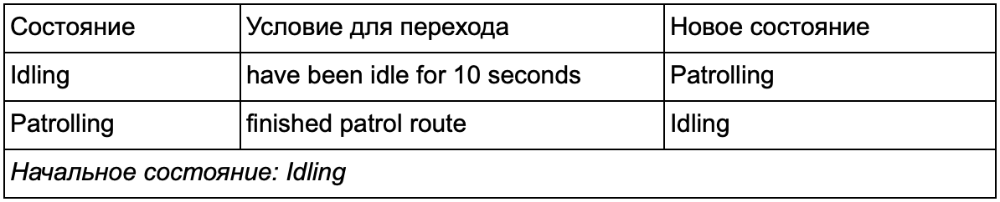 Состояние Условие для перехода Новое состояние
Idling have been idle for 10 seconds Patrolling
Patrolling finished patrol route Idling
Начальное состояние: Idling